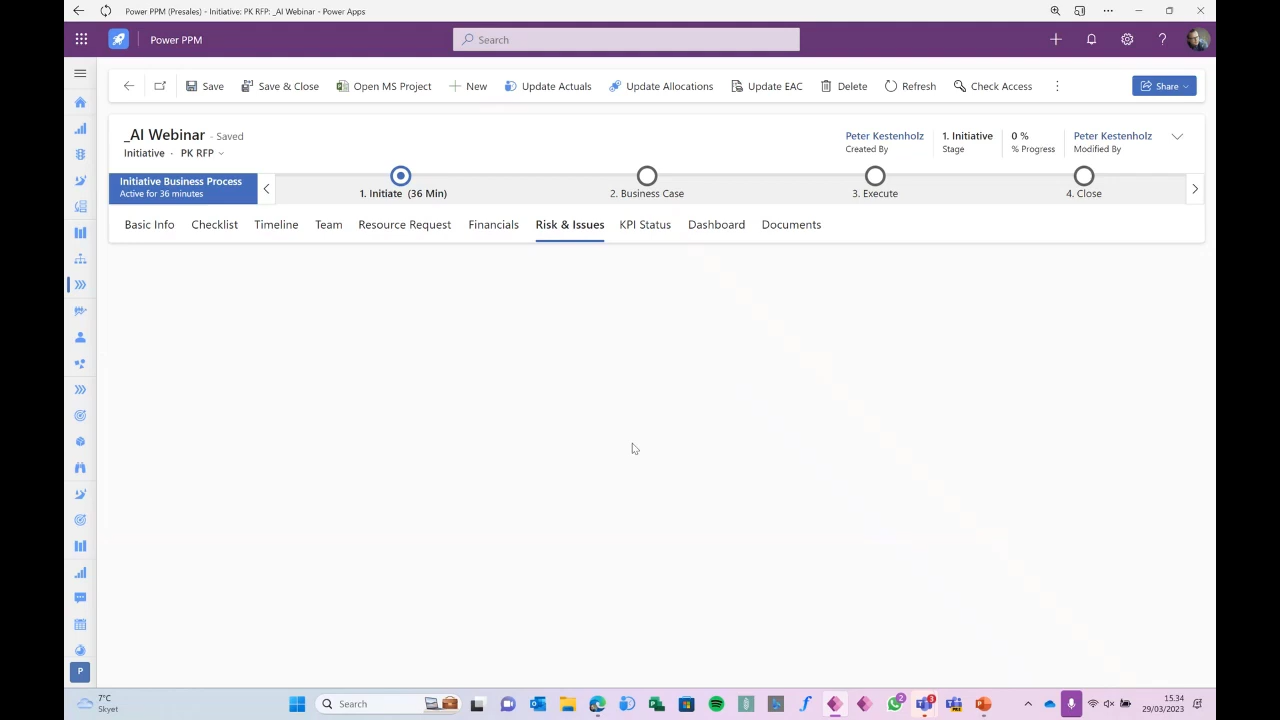 Power PPM (Presales) - Initiative: PK RFP: _AI Webinar - Power Apps
Power PPM
Search
Save
Save & Close
Open MS Project
New
Update Actuals
Update Allocations
Update EAC
Delete
Refresh
Check Access
Share
_AI Webinar - Saved
Initiative · PK RFP
Peter Kestenholz
Created By
1. Initiative
Stage
0 %
% Progress
Peter Kestenholz
Modified By
Initiative Business Process
Active for 36 minutes
1. Initiate (36 Min)
2. Business Case
3. Execute
4. Close
Basic Info
Checklist
Timeline
Team
Resource Request
Financials
Risk & Issues
KPI Status
Dashboard
Documents
P
7°C
Skyet
Search
2
3
15.34
29/03/2023